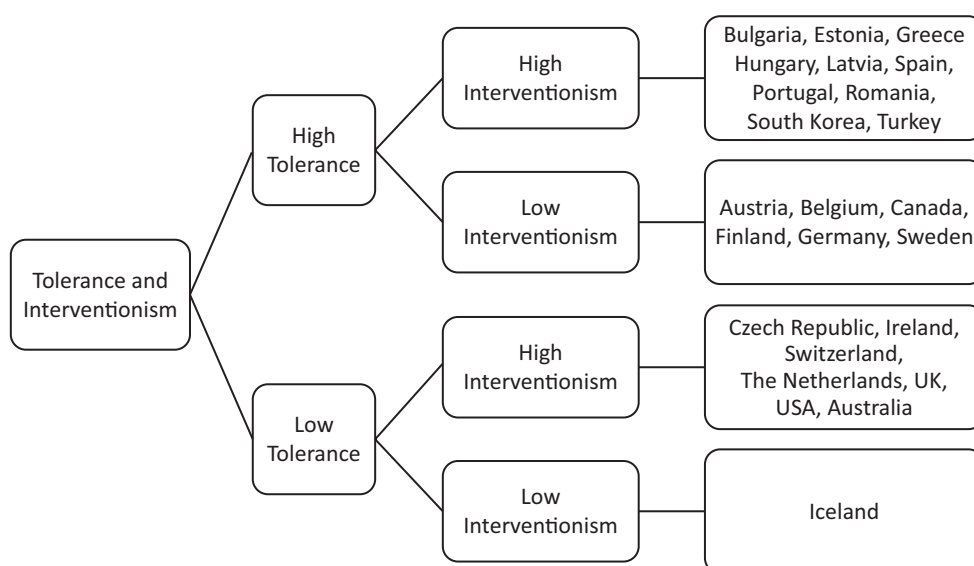 Tolerance and
Interventionism
High
Tolerance
High
Interventionism
Bulgaria, Estonia, Greece
Hungary, Latvia, Spain,
Portugal, Romania,
South Korea, Turkey
Low
Interventionism
Austria, Belgium, Canada,
Finland, Germany, Sweden
Low
Tolerance
High
Interventionism
Czech Republic, Ireland,
Switzerland,
The Netherlands, UK,
USA, Australia
Low
Interventionism
Iceland